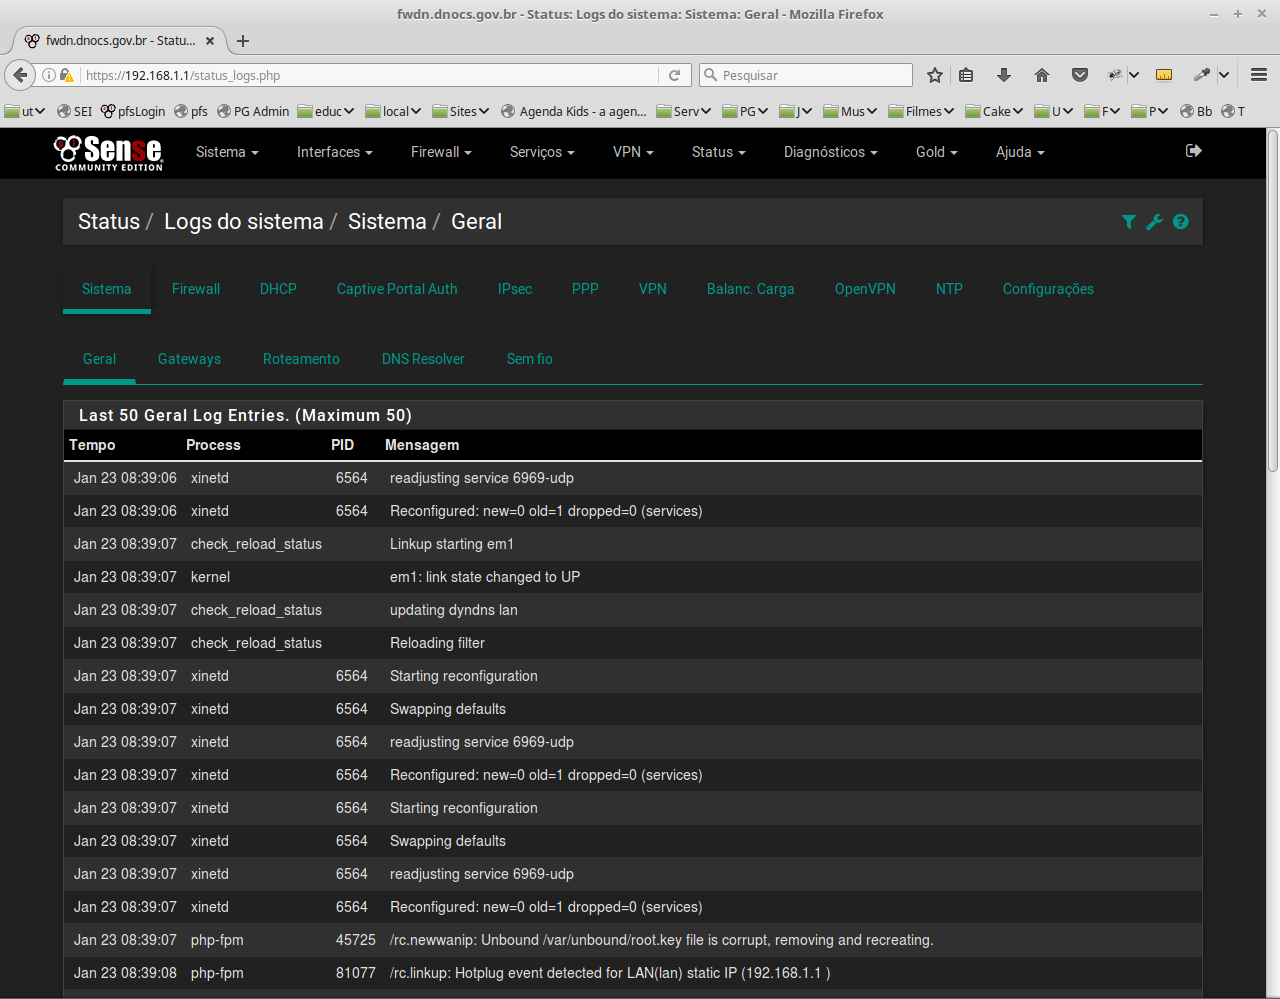 fwdn.dnocs.gov.br - Status: Logs do sistema: Sistema: Geral - Mozilla Firefox
fwdn.dnocs.gov.br - Statu...
https://192.168.1.1/status_logs.php
Pesquisar
ut SEI pfsLogin pfs PG Admin educ local Sites Agenda Kids - a agen... Serv PG J Mus Filmes Cake U F P Bb T
Sense
COMMUNITY EDITION
Sistema Interfaces Firewall Serviços VPN Status Diagnósticos Gold Ajuda
Status / Logs do sistema / Sistema / Geral
Sistema Firewall DHCP Captive Portal Auth IPsec PPP VPN Balanc. Carga OpenVPN NTP Configurações
Geral Gateways Roteamento DNS Resolver Sem fio
Last 50 Geral Log Entries. (Maximum 50)
Tempo Process PID Mensagem
Jan 23 08:39:06 xinetd 6564 readjusting service 6969-udp
Jan 23 08:39:06 xinetd 6564 Reconfigured: new=0 old=1 dropped=0 (services)
Jan 23 08:39:07 check_reload_status Linkup starting em1
Jan 23 08:39:07 kernel em1: link state changed to UP
Jan 23 08:39:07 check_reload_status updating dyndns lan
Jan 23 08:39:07 check_reload_status Reloading filter
Jan 23 08:39:07 xinetd 6564 Starting reconfiguration
Jan 23 08:39:07 xinetd 6564 Swapping defaults
Jan 23 08:39:07 xinetd 6564 readjusting service 6969-udp
Jan 23 08:39:07 xinetd 6564 Reconfigured: new=0 old=1 dropped=0 (services)
Jan 23 08:39:07 xinetd 6564 Starting reconfiguration
Jan 23 08:39:07 xinetd 6564 Swapping defaults
Jan 23 08:39:07 xinetd 6564 readjusting service 6969-udp
Jan 23 08:39:07 xinetd 6564 Reconfigured: new=0 old=1 dropped=0 (services)
Jan 23 08:39:07 php-fpm 45725 /rc.newwanip: Unbound /var/unbound/root.key file is corrupt, removing and recreating.
Jan 23 08:39:08 php-fpm 81077 /rc.linkup: Hotplug event detected for LAN(lan) static IP (192.168.1.1 )